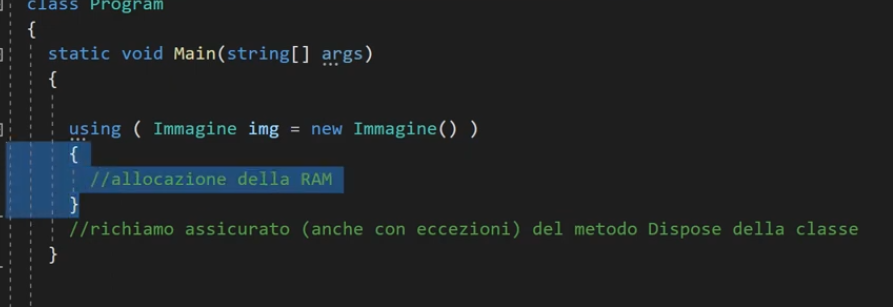 class Program
{
static void Main(string[] args)
{
using ( Immagine img = new Immagine() )
{
//allocazione della RAM
}
//richiamo assicurato (anche con eccezioni) del metodo Dispose della classe
}